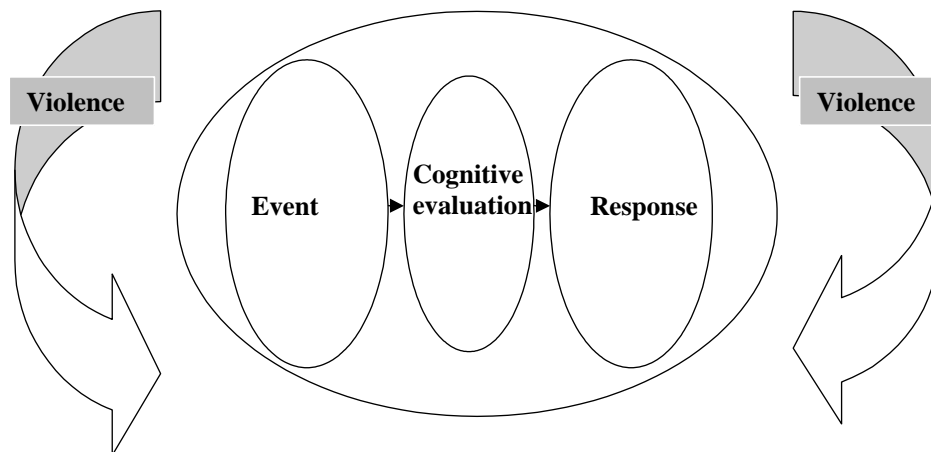 Violence
Violence
Cognitive
evaluation
Event
Response